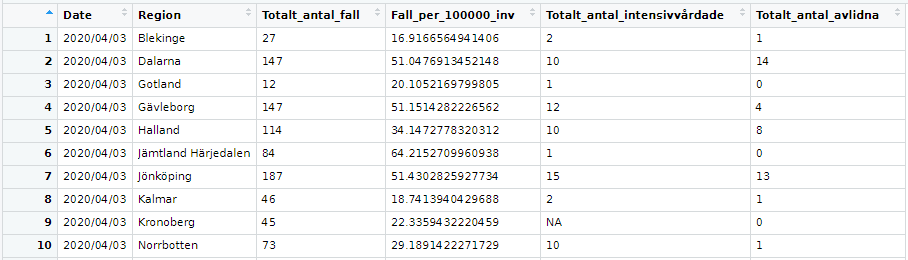 Date Region Totalt_antal_fall Fall_per_100000_inv Totalt_antal_intensivvårdade Totalt_antal_avlidna
1 2020/04/03 Blekinge 27 16.9166564941406 2 1
2 2020/04/03 Dalarna 147 51.0476913452148 10 14
3 2020/04/03 Gotland 12 20.1052169799805 1 0
4 2020/04/03 Gävleborg 147 51.1514282226562 12 4
5 2020/04/03 Halland 114 34.1472778320312 10 8
6 2020/04/03 Jämtland Härjedalen 84 64.2152709960938 1 0
7 2020/04/03 Jönköping 187 51.4302825927734 15 13
8 2020/04/03 Kalmar 46 18.7413940429688 2 1
9 2020/04/03 Kronoberg 45 22.3359432220459 NA 0
10 2020/04/03 Norrbotten 73 29.1891422271729 10 1